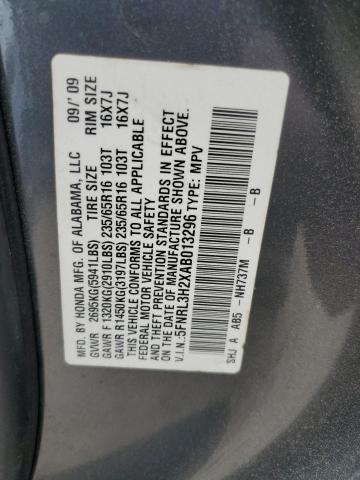 MFD. BY HONDA MFG. OF ALABAMA, LLC 09/'09
GVWR 2695KG(5941LBS) TIRE SIZE RIM SIZE
GAWR F 1320KG(2910LBS) 235/65R16 103T 16X7J
GAWR R1450KG(3197LBS) 235/65R16 103T 16X7J
THIS VEHICLE CONFORMS TO ALL APPLICABLE
FEDERAL MOTOR VEHICLE SAFETY
AND THEFT PREVENTION STANDARDS IN EFFECT
ON THE DATE OF MANUFACTURE SHOWN ABOVE.
V.I.N.:5FNRL3H2XAB013296 TYPE: MPV
SHJ A AB5 -NH737M -B -B